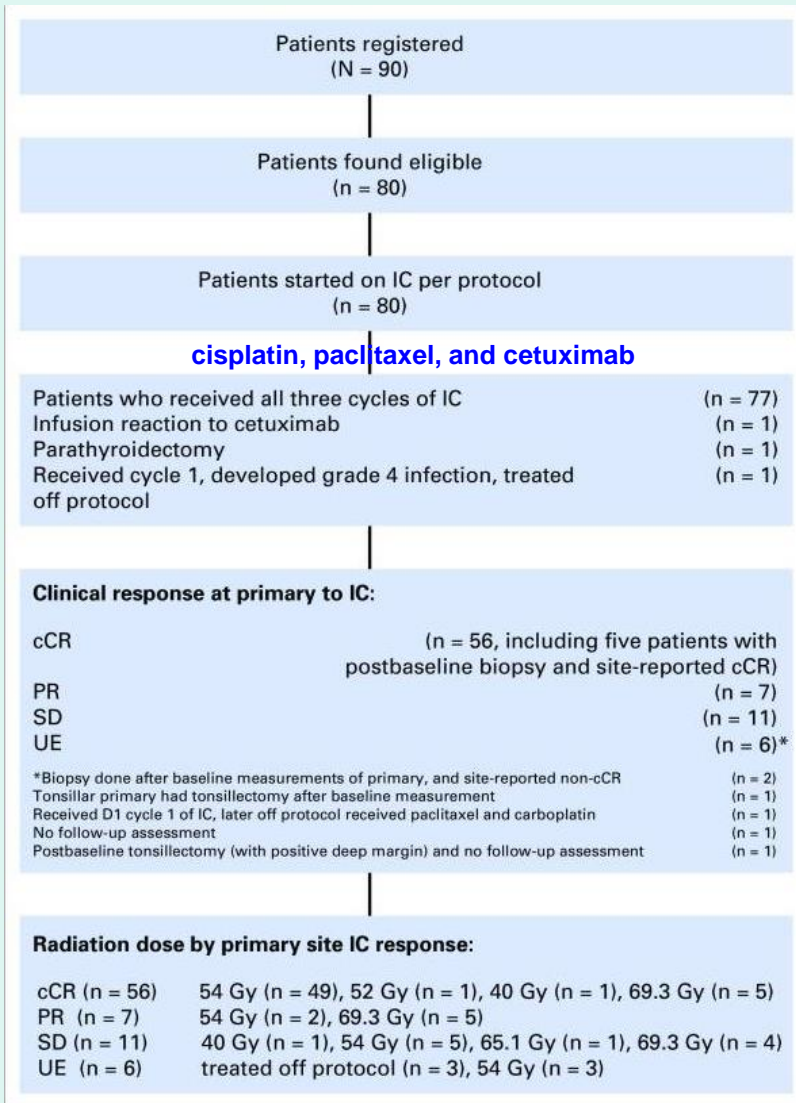 Patients registered
(N = 90)
Patients found eligible
(n = 80)
Patients started on IC per protocol
(n = 80)
cisplatin, paclitaxel, and cetuximab
Patients who received all three cycles of IC (n = 77)
Infusion reaction to cetuximab (n = 1)
Parathyroidectomy (n = 1)
Received cycle 1, developed grade 4 infection, treated (n = 1)
off protocol
Clinical response at primary to IC:
cCR (n = 56, including five patients with
postbaseline biopsy and site-reported cCR)
PR (n = 7)
SD (n = 11)
UE (n = 6)*
*Biopsy done after baseline measurements of primary, and site-reported non-cCR (n = 2)
Tonsillar primary had tonsillectomy after baseline measurement (n = 1)
Received D1 cycle 1 of IC, later off protocol received paclitaxel and carboplatin (n = 1)
No follow-up assessment (n = 1)
Postbaseline tonsillectomy (with positive deep margin) and no follow-up assessment (n = 1)
Radiation dose by primary site IC response:
cCR (n = 56) 54 Gy (n = 49), 52 Gy (n = 1), 40 Gy (n = 1), 69.3 Gy (n = 5)
PR (n = 7) 54 Gy (n = 2), 69.3 Gy (n = 5)
SD (n = 11) 40 Gy (n = 1), 54 Gy (n = 5), 65.1 Gy (n = 1), 69.3 Gy (n = 4)
UE (n = 6) treated off protocol (n = 3), 54 Gy (n = 3)